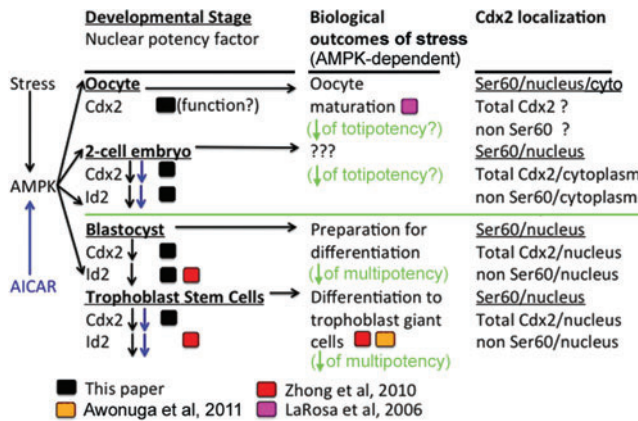 Developmental Stage Biological Cdx2 localization
Nuclear potency factor outcomes of stress
(AMPK-dependent)
Stress Oocyte Oocyte Ser60/nucleus/cyto
Cdx2 (function?) maturation Total Cdx2 ?
(↓of totipotency?) non Ser60 ?
2-cell embryo ??? Ser60/nucleus
AMPK Cdx2 ↓↓ (↓of totipotency?) Total Cdx2/cytoplasm
Id2 ↓↓ non Ser60/cytoplasm
Blastocyst Preparation for Ser60/nucleus
Cdx2 ↓ differentiation Total Cdx2/nucleus
AICAR Id2 ↓ (↓of multipotency) non Ser60/nucleus
Trophoblast Stem Cells Differentiation to Ser60/nucleus
Cdx2 ↓↓ trophoblast giant Total Cdx2/nucleus
Id2 ↓↓ cells non Ser60/nucleus
(↓of multipotency)
This paper Zhong et al, 2010
Awonuga et al, 2011 LaRosa et al, 2006